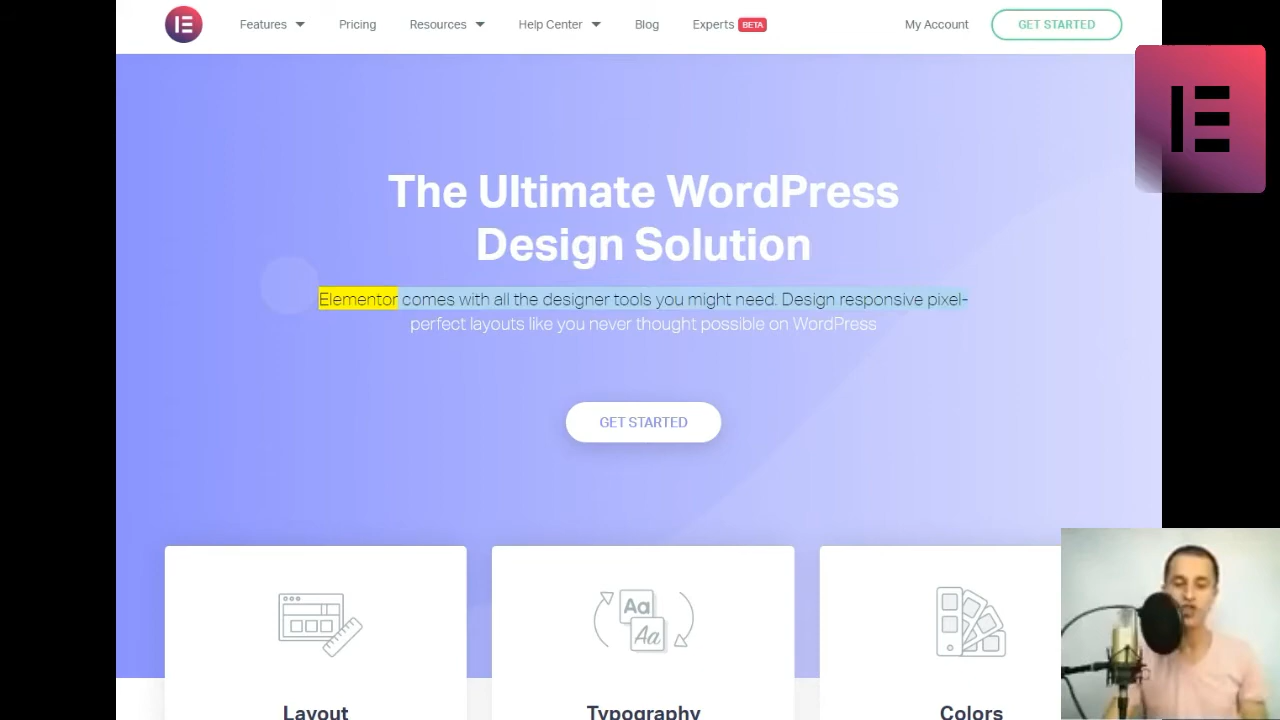 Features
Pricing
Resources
Help Center
Blog
Experts BETA
My Account
GET STARTED
The Ultimate WordPress
Design Solution
Elementor comes with all the designer tools you might need. Design responsive pixel-
perfect layouts like you never thought possible on WordPress
GET STARTED
Aa
Aa
Layout
Typography
Colors